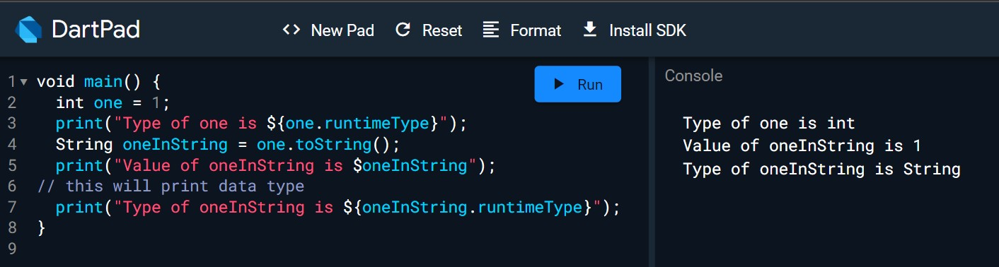 DartPad
<> New Pad Reset Format Install SDK
1 void main() {
2   int one = 1;
3   print("Type of one is ${one.runtimeType}");
4   String oneInString = one.toString();
5   print("Value of oneInString is $oneInString");
6 // this will print data type
7   print("Type of oneInString is ${oneInString.runtimeType}");
8 }
9
Run
Console
Type of one is int
Value of oneInString is 1
Type of oneInString is String